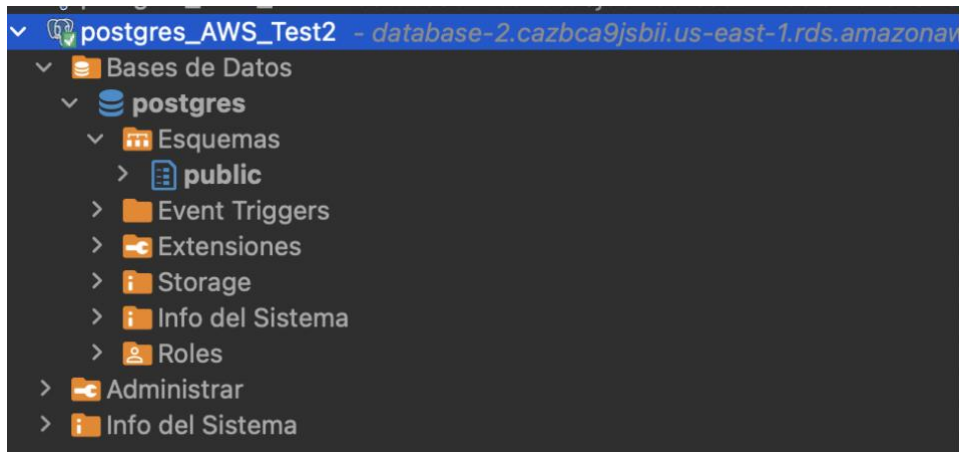 postgres_AWS_Test2 - database-2.cazbca9jsbii.us-east-1.rds.amazonaw
Bases de Datos
postgres
Esquemas
public
Event Triggers
Extensiones
Storage
Info del Sistema
Roles
Administrar
Info del Sistema